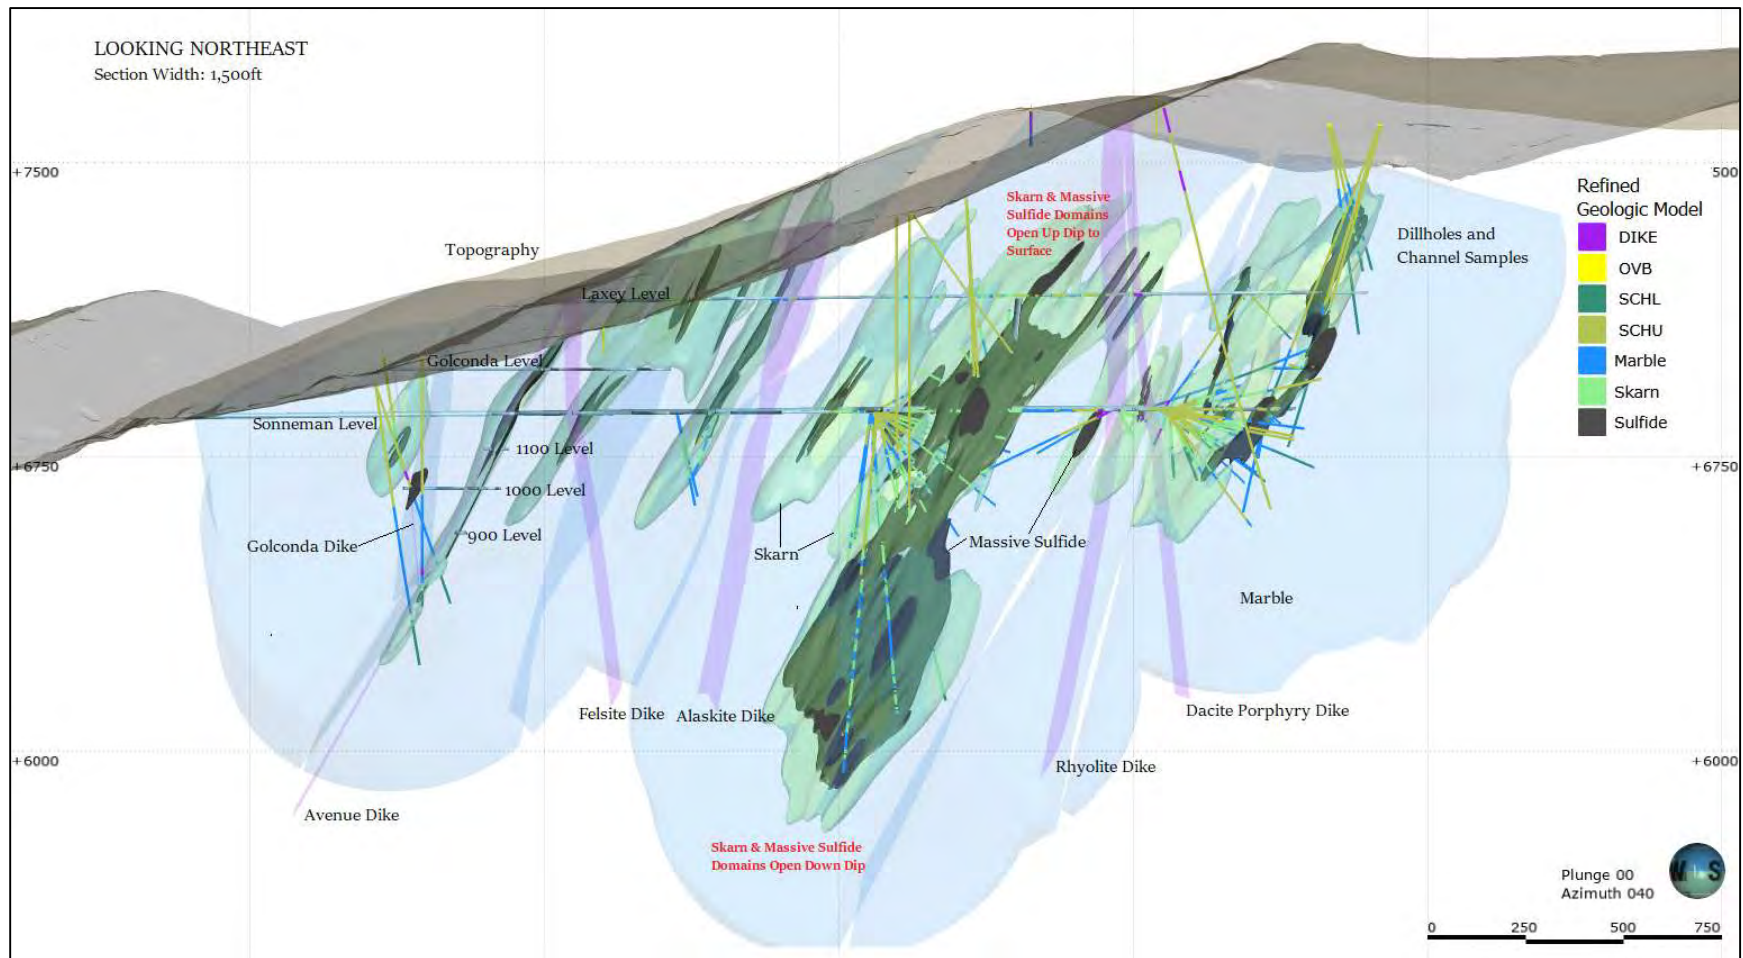 LOOKING NORTHEAST
Section Width: 1,500ft
+7500
500
Skarn & Massive
Sulfide Domains
Open Up Dip to
Surface
Refined
Geologic Model
DIKE
OVB
SCHL
SCHU
Marble
Skarn
Sulfide
Dillholes and
Channel Samples
Topography
Laxey Level
Golconda Level
Sonneman Level
1100 Level
+6750
+6750
1000 Level
900 Level
Golconda Dike
Skarn
Massive Sulfide
Marble
Felsite Dike
Alaskite Dike
Dacite Porphyry Dike
+6000
+6000
Rhyolite Dike
Avenue Dike
Skarn & Massive Sulfide
Domains Open Down Dip
Plunge 00
Azimuth 040
W S
0 250 500 750